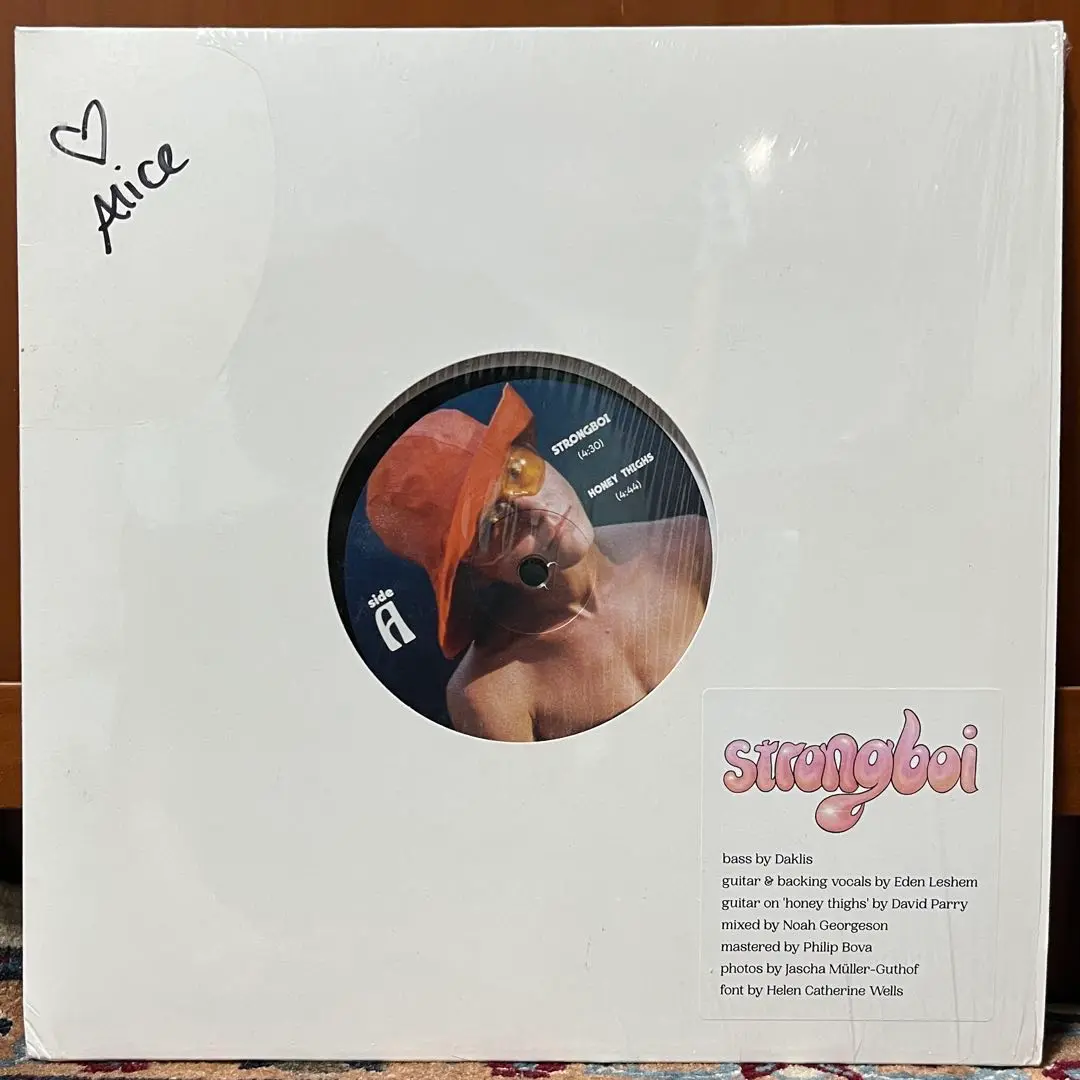 ♡
Alice
STRONGBOI
(4:30)
HONEY THIGHS
(4:44)
side
A
strongboi
bass by Daklis
guitar & backing vocals by Eden Leshem
guitar on 'honey thighs' by David Parry
mixed by Noah Georgeson
mastered by Philip Bova
photos by Jascha Müller-Guthof
font by Helen Catherine Wells